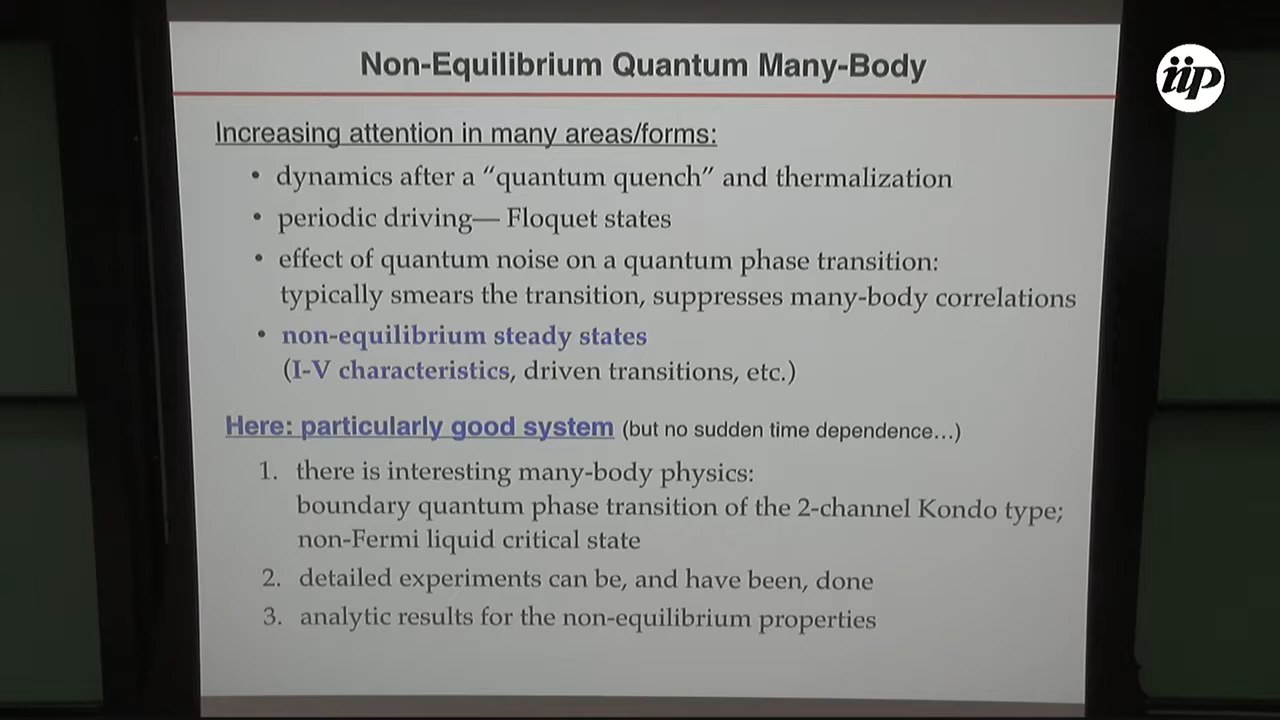 Non-Equilibrium Quantum Many-Body
iip
Increasing attention in many areas/forms:
• dynamics after a “quantum quench” and thermalization
• periodic driving— Floquet states
• effect of quantum noise on a quantum phase transition:
typically smears the transition, suppresses many-body correlations
• non-equilibrium steady states
(I-V characteristics, driven transitions, etc.)
Here: particularly good system (but no sudden time dependence…)
1. there is interesting many-body physics:
boundary quantum phase transition of the 2-channel Kondo type;
non-Fermi liquid critical state
2. detailed experiments can be, and have been, done
3. analytic results for the non-equilibrium properties